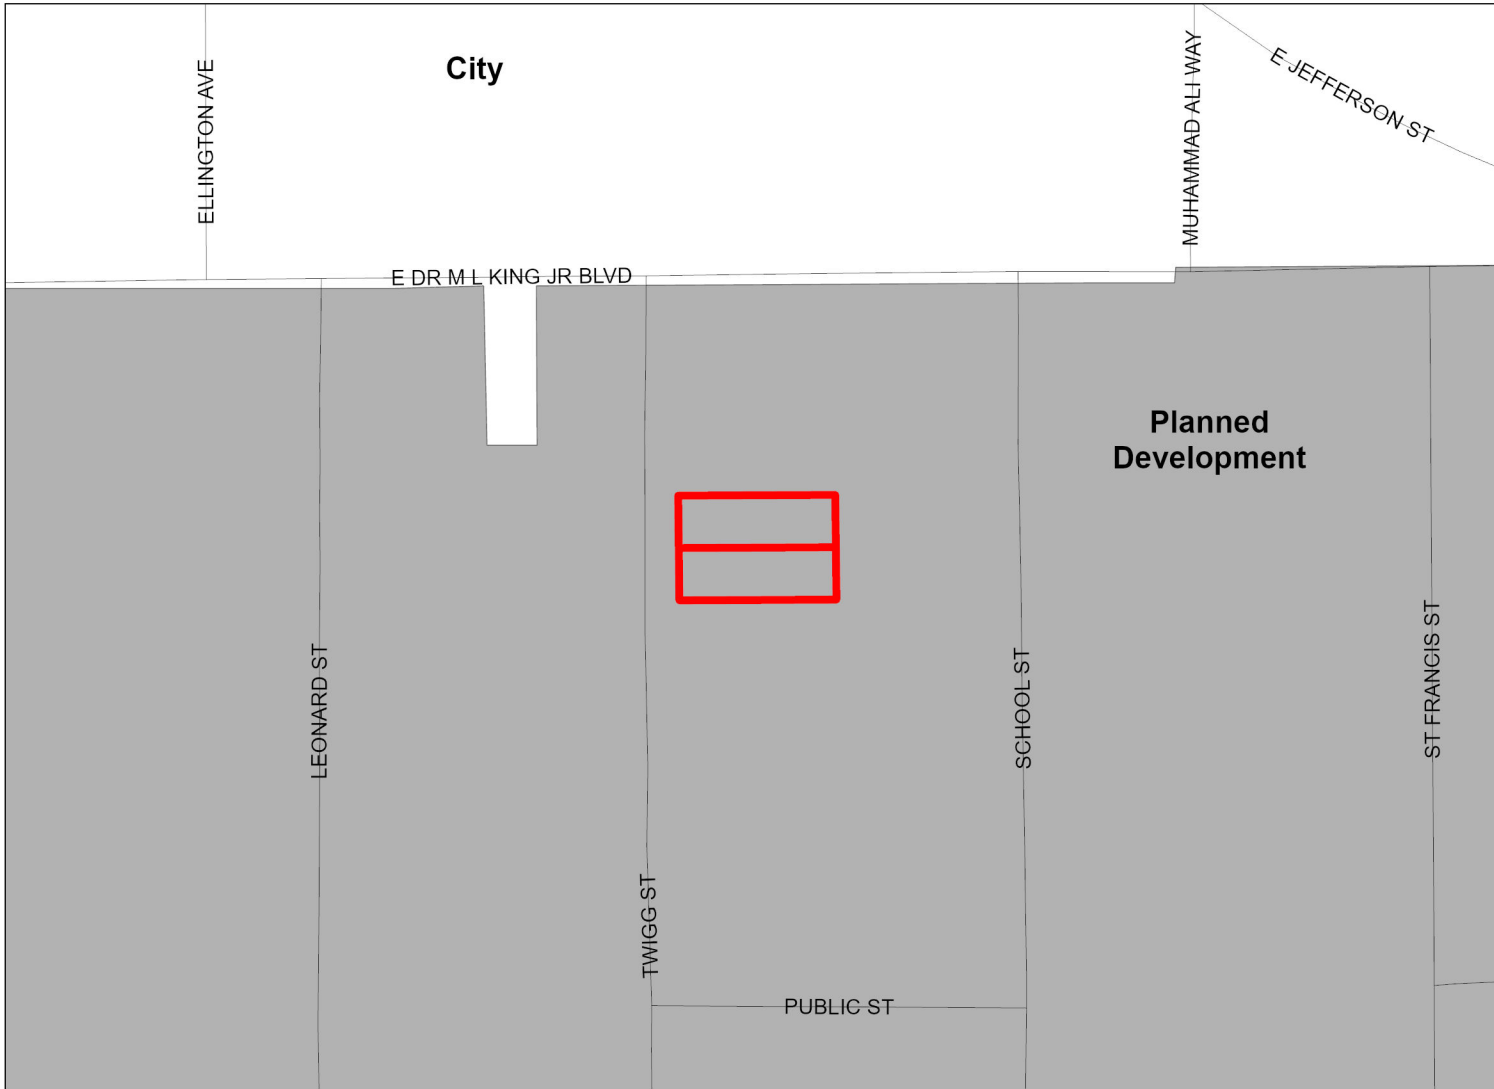 City
ELLINGTON AVE
MUHAMMAD ALI WAY
E JEFFERSON ST
E DR M L KING JR BLVD
Planned
Development
LEONARD ST
SCHOOL ST
ST FRANCIS ST
TWIGG ST
PUBLIC ST